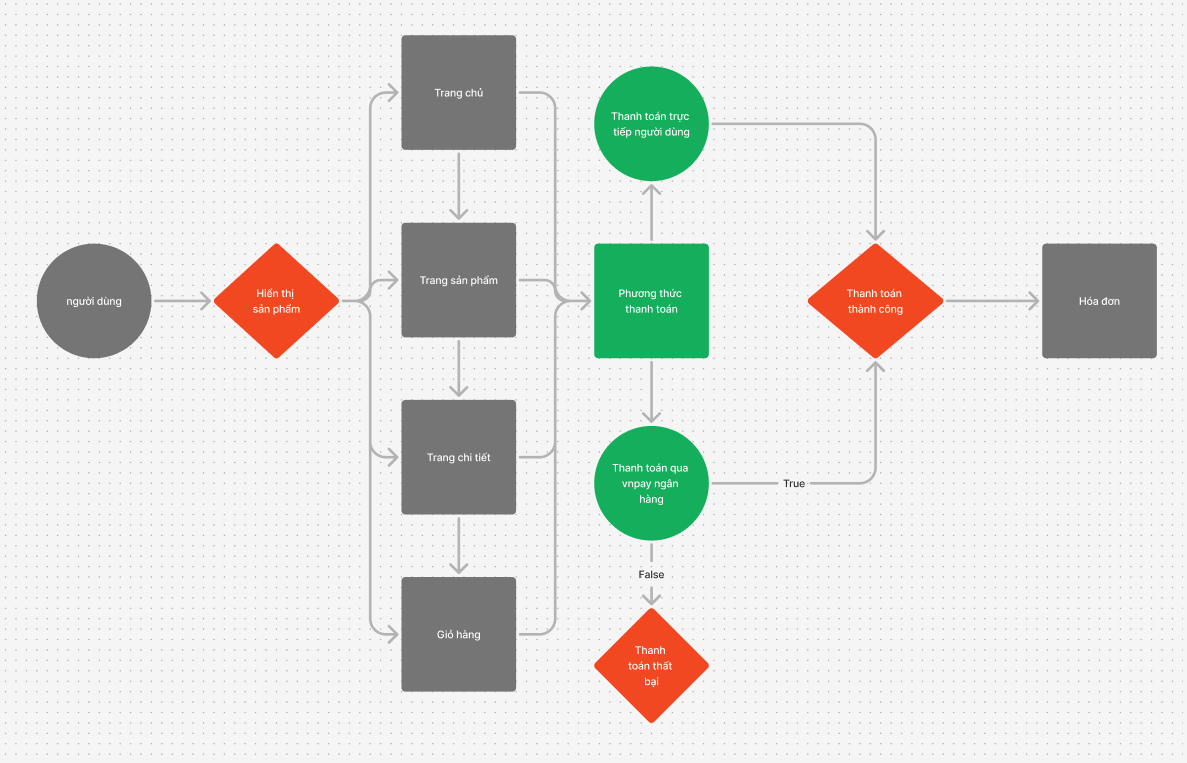 người dùng
Hiển thị
sản phẩm
Trang chủ
Trang sản phẩm
Trang chi tiết
Giỏ hàng
Thanh toán trực
tiếp người dùng
Phương thức
thanh toán
Thanh toán qua
vnpay ngân
hàng
True
False
Thanh
toán thất
bại
Thanh toán
thành công
Hóa đơn